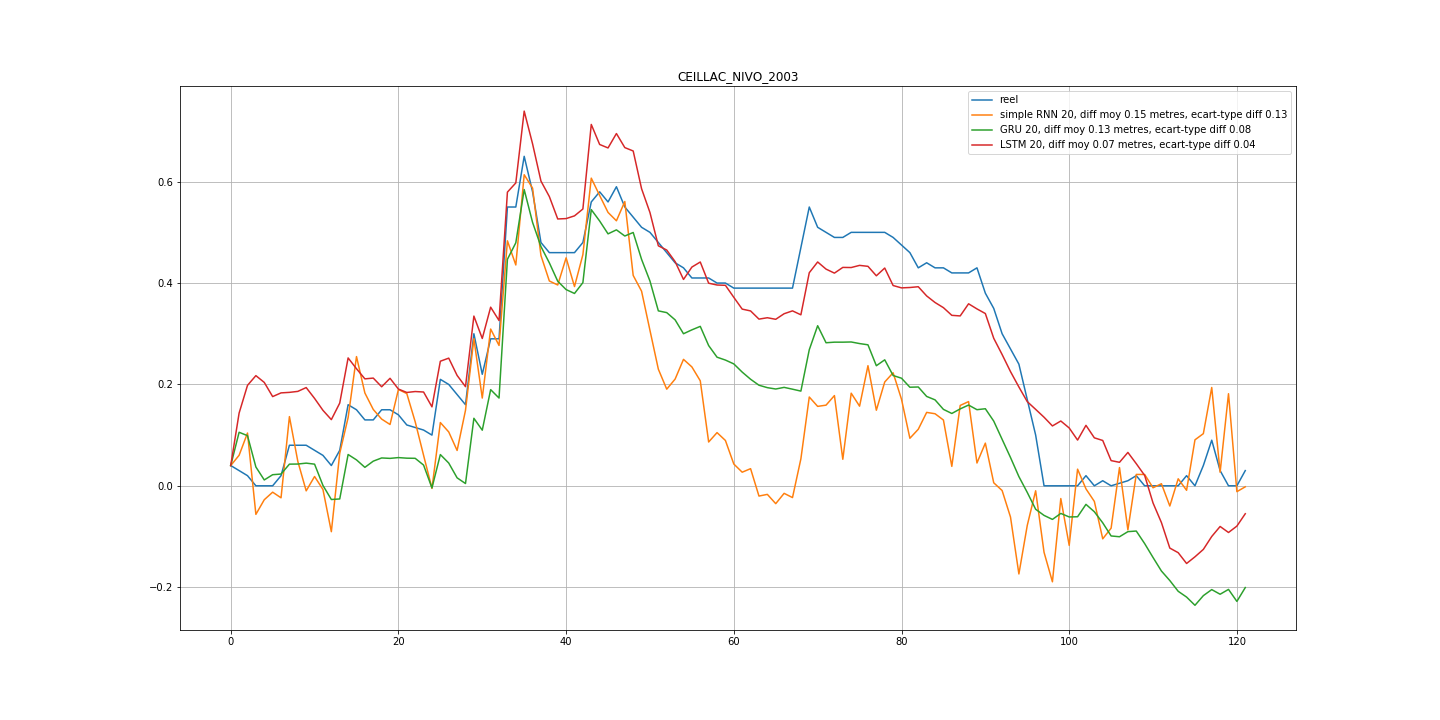 CEILLAC_NIVO_2003
reel
simple RNN 20, diff moy 0.15 metres, ecart-type diff 0.13
GRU 20, diff moy 0.13 metres, ecart-type diff 0.08
LSTM 20, diff moy 0.07 metres, ecart-type diff 0.04
0.6
0.4
0.2
0.0
−0.2
0 20 40 60 80 100 120